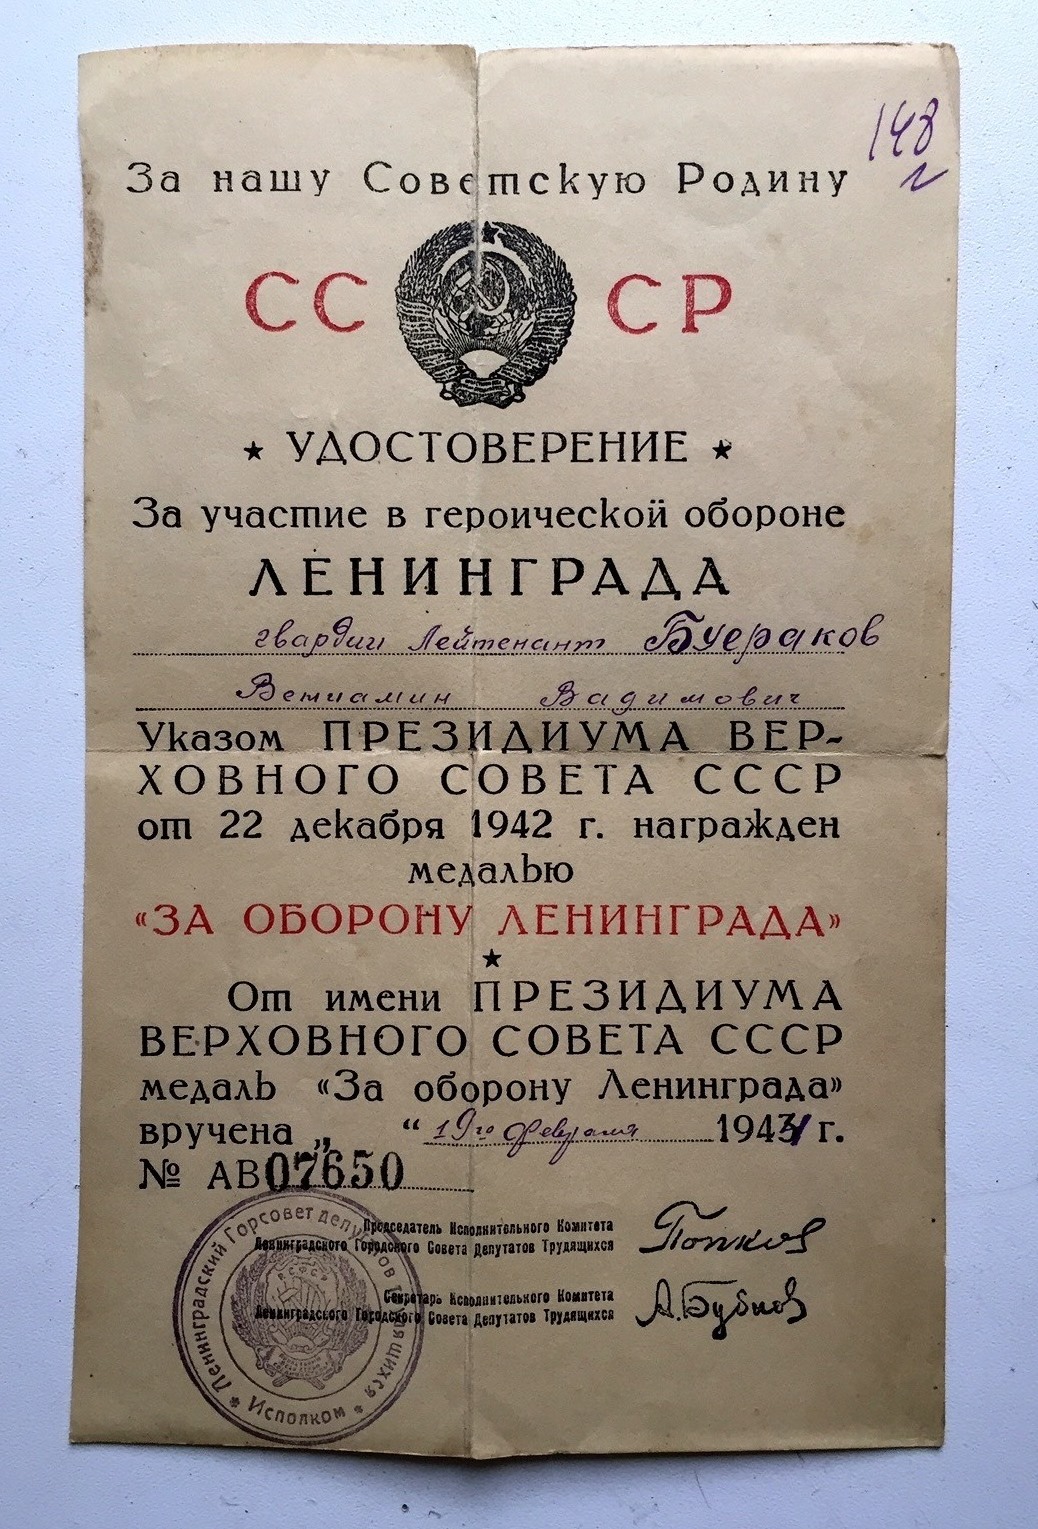 148
За нашу Советскую Родину
СС СР
★ УДОСТОВЕРЕНИЕ ★
За участие в героической обороне
ЛЕНИНГРАДА
гвардии Лейтенант Буераков
Вениамин Вадимович
Указом ПРЕЗИДИУМА ВЕР-
ХОВНОГО СОВЕТА СССР
от 22 декабря 1942 г. награжден
медалью
«ЗА ОБОРОНУ ЛЕНИНГРАДА»
★
От имени ПРЕЗИДИУМА
ВЕРХОВНОГО СОВЕТА СССР
медаль «За оборону Ленинграда»
вручена „ “ 19го февраля 1944 г.
№ АВ07650
Председатель Исполнительного Комитета
Ленинградского Городского Совета Депутатов Трудящихся
Попков
Секретарь Исполнительного Комитета
Ленинградского Городского Совета Депутатов Трудящихся
А. Бубнов
Ленинградский Горсовет депутатов трудящихся
* Исполком *
РСФСР